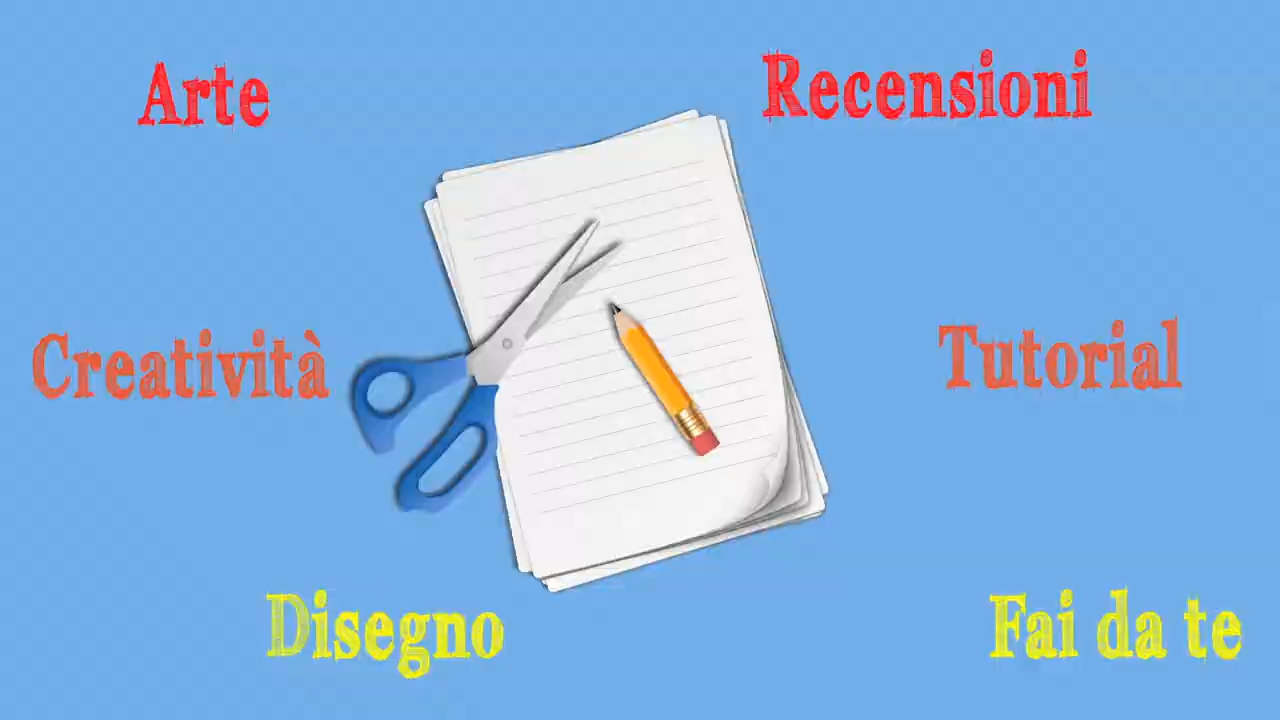 Arte
Recensioni
Creatività
Tutorial
Disegno
Fai da te